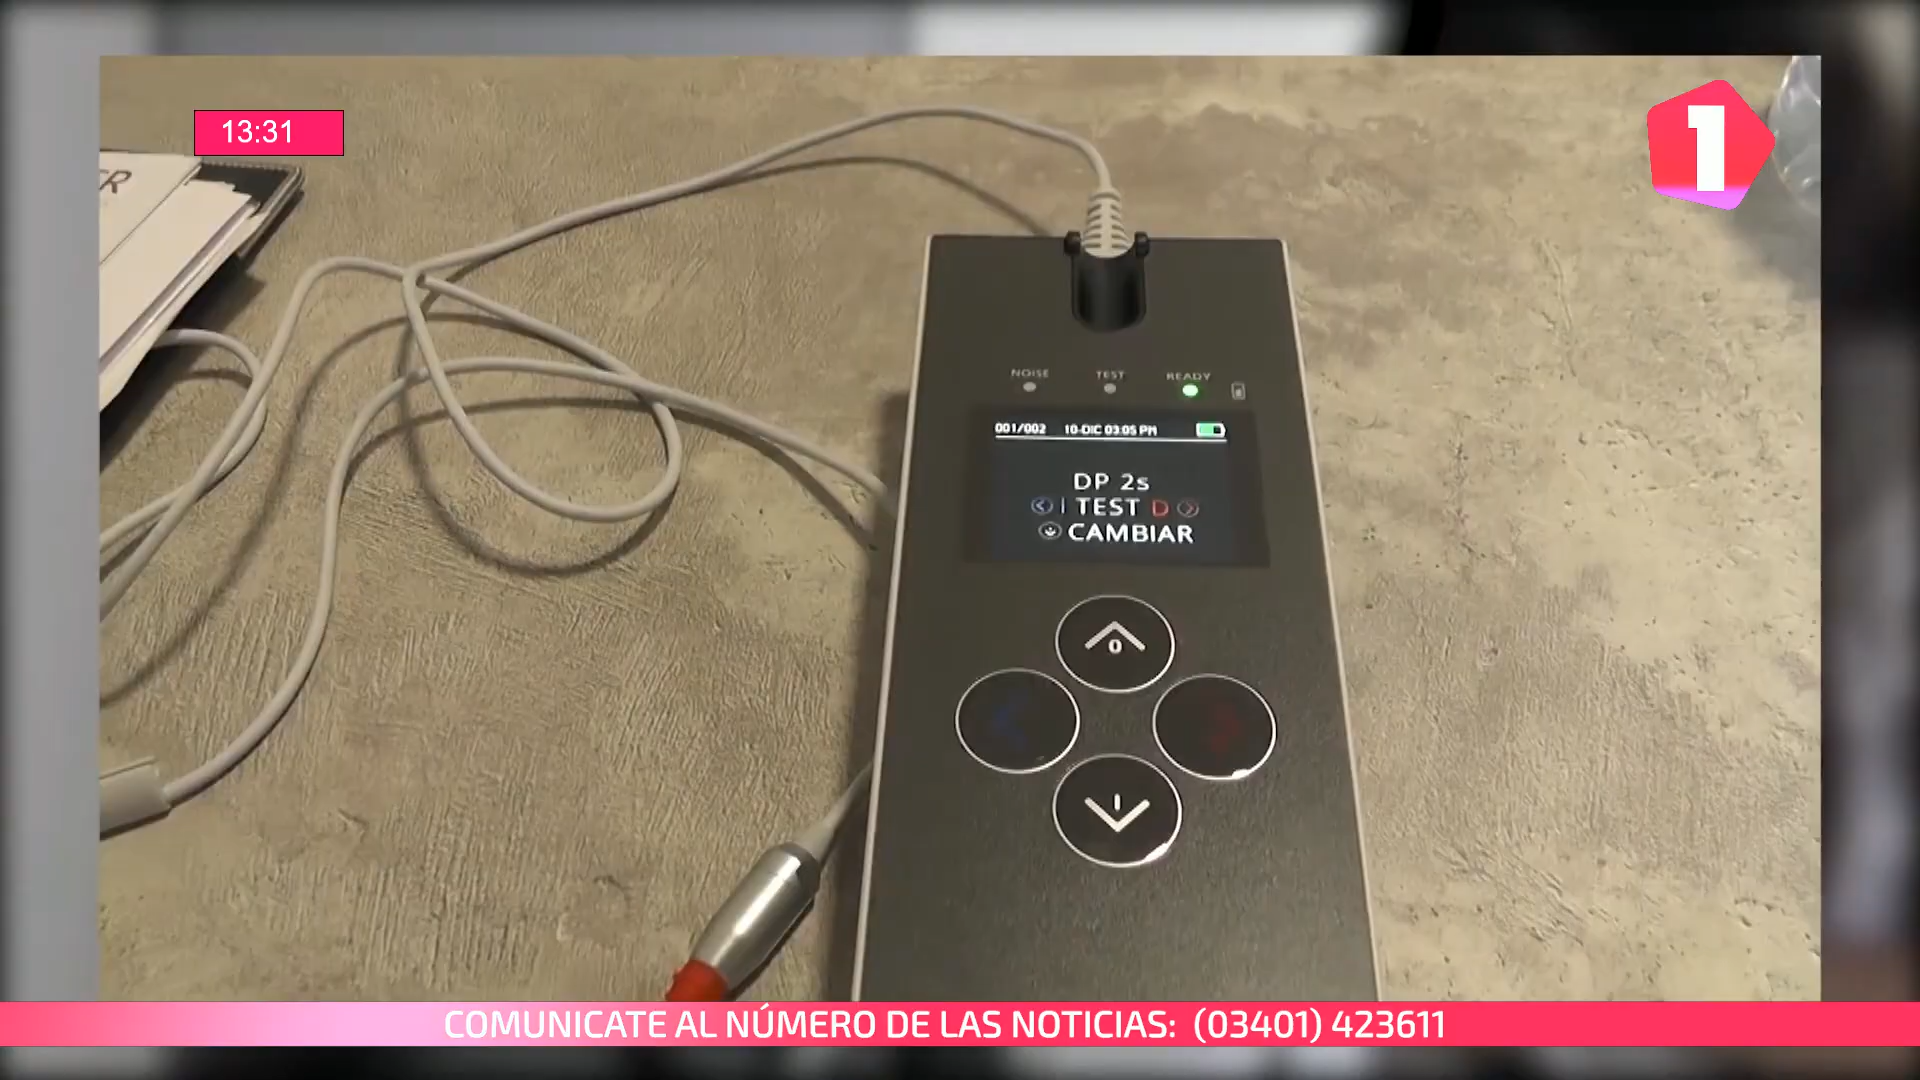 13:31
1
NOISE TEST READY
001/002 10-DIC 03:05 PM
DP 2s
I TEST D
CAMBIAR
0
I
COMUNICATE AL NÚMERO DE LAS NOTICIAS: (03401) 423611